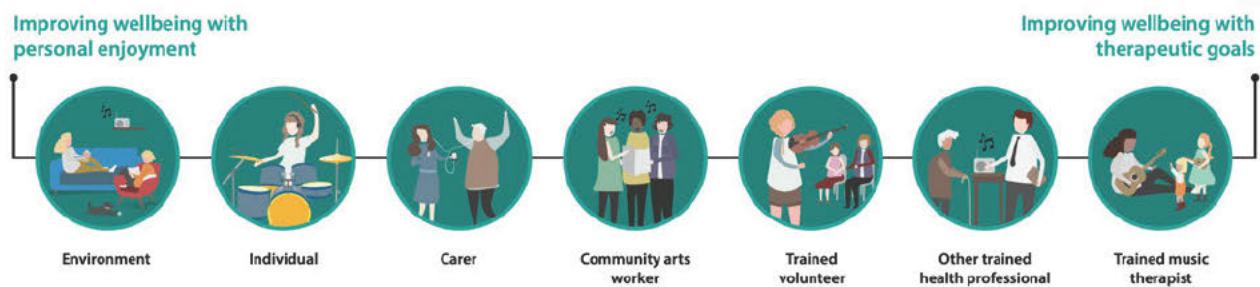 Improving wellbeing with
personal enjoyment
Improving wellbeing with
therapeutic goals
Environment
Individual
Carer
Community arts
worker
Trained
volunteer
Other trained
health professional
Trained music
therapist